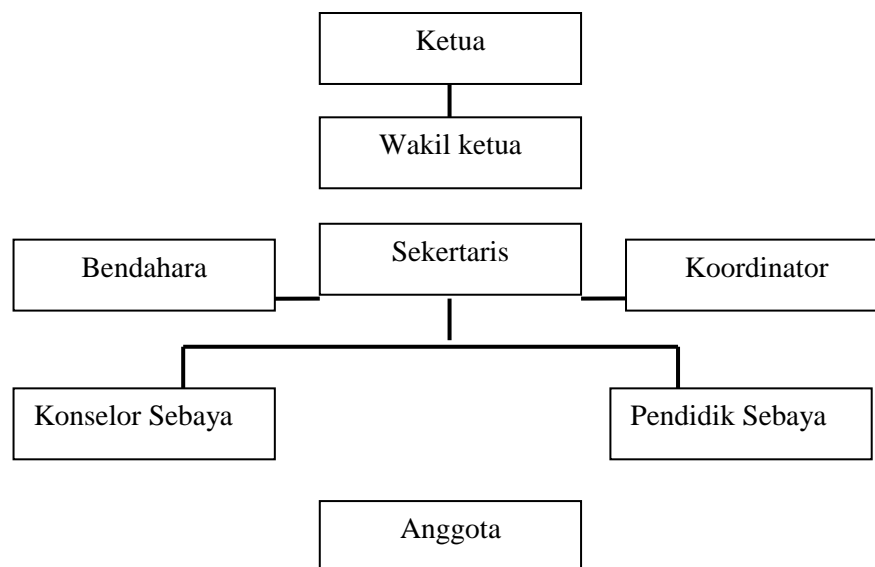 Ketua
Wakil ketua
Bendahara
Sekertaris
Koordinator
Konselor Sebaya
Pendidik Sebaya
Anggota